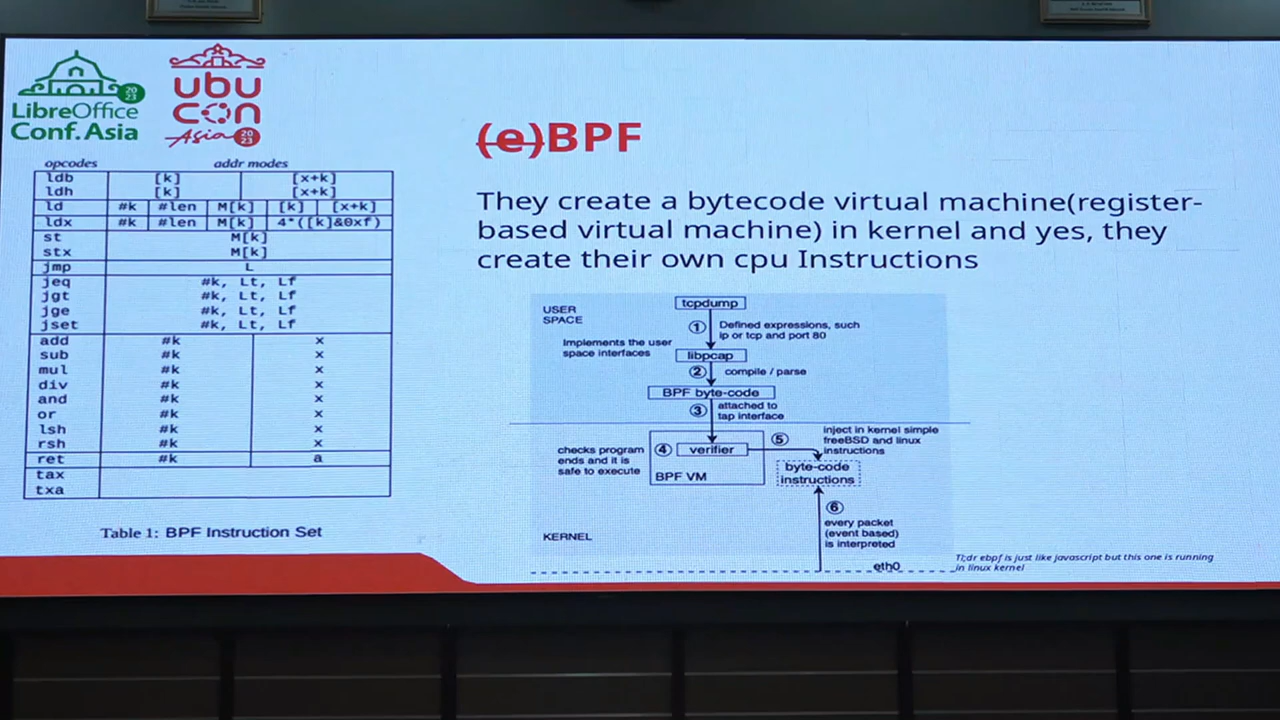 LibreOffice
Conf.Asia
2023
ubu
con
Asia 2023
opcodes addr modes
ldb [k] [x+k]
ldh [k] [x+k]
ld #k #len M[k] [k] [x+k]
ldx #k #len M[k] 4*([k]&0xf)
st M[k]
stx M[k]
jmp L
jeq #k, Lt, Lf
jgt #k, Lt, Lf
jge #k, Lt, Lf
jset #k, Lt, Lf
add #k x
sub #k x
mul #k x
div #k x
and #k x
or #k x
lsh #k x
rsh #k x
ret #k a
tax
txa
Table 1: BPF Instruction Set
(e)BPF
They create a bytecode virtual machine(register-
based virtual machine) in kernel and yes, they
create their own cpu Instructions
USER
SPACE
tcpdump
1
Defined expressions, such
ip or tcp and port 80
Implements the user
space interfaces
libpcap
2 compile / parse
BPF byte-code
3 attached to
tap interface
checks program
ends and it is
safe to execute
4 verifier
BPF VM
5
inject in kernel simple
freeBSD and linux
instructions
byte-code
instructions
6
every packet
(event based)
is interpreted
KERNEL
eth0
Tl;dr ebpf is just like javascript but this one is running
in linux kernel